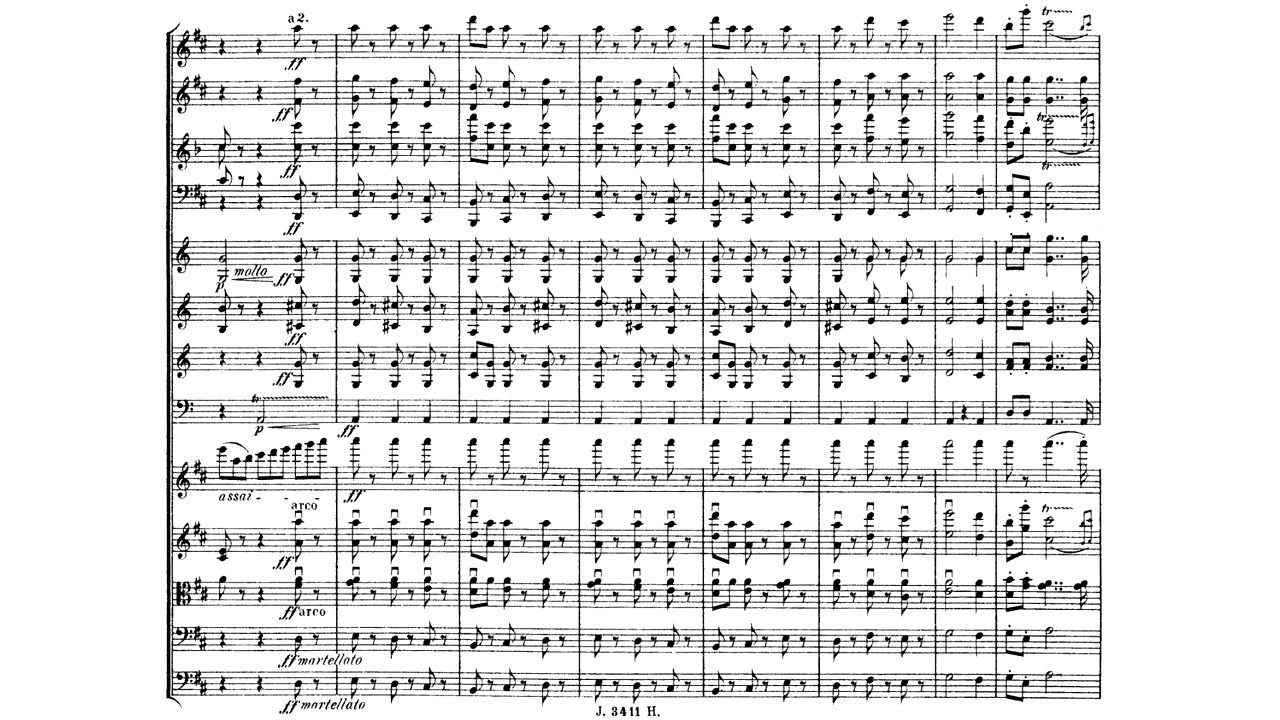 a 2.
ff
ff
tr
ff
tr
ff
p molto ff
ff
ff
tr
p ff
assai - - -
ff
arco
tr
ff
ff arco
ff martellato
ff martellato
J. 3411 H.